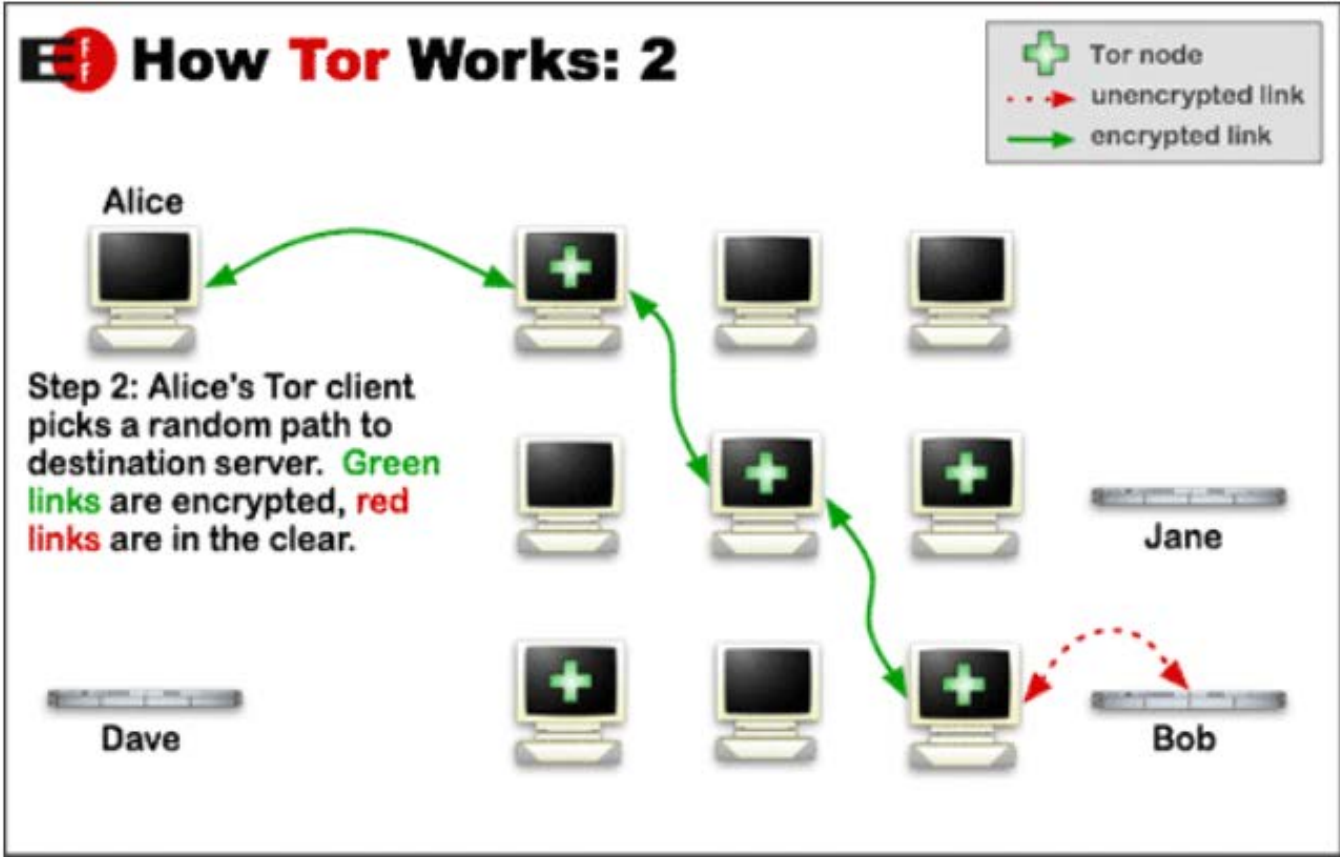 EFF How Tor Works: 2
Tor node
unencrypted link
encrypted link
Alice
Step 2: Alice's Tor client
picks a random path to
destination server. Green
links are encrypted, red
links are in the clear.
Jane
Dave
Bob